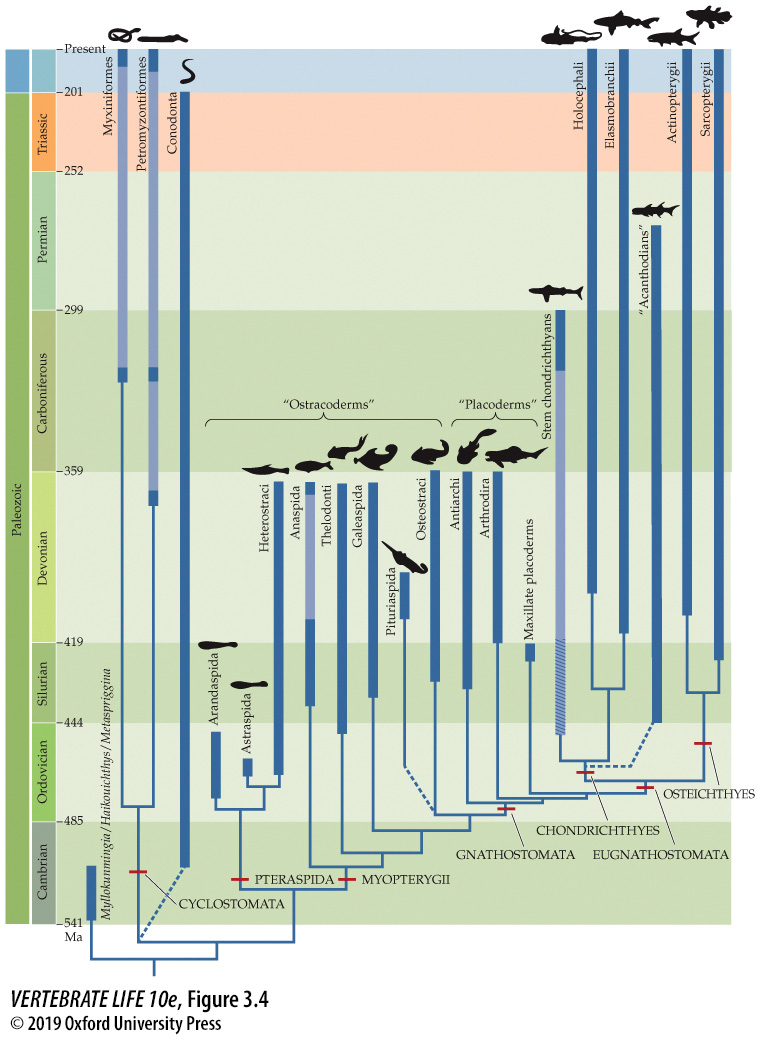 Present
201
252
299
359
419
444
485
541
Ma
Paleozoic
Triassic
Permian
Carboniferous
Devonian
Silurian
Ordovician
Cambrian
Myllokunmingia / Haikouichthys / Metaspriggina
Myxiniformes
Petromyzontiformes
Conodonta
Arandaspida
Astraspida
Heterostraci
Anaspida
Thelodonti
Galeaspida
Pituriaspida
Osteostraci
Antiarchi
Arthrodira
Maxillate placoderms
Stem chondrichthyans
Holocephali
Elasmobranchii
"Acanthodians"
Actinopterygii
Sarcopterygii
"Ostracoderms"
"Placoderms"
OSTEICHTHYES
CHONDRICHTHYES
GNATHOSTOMATA
EUGNATHOSTOMATA
PTERASPIDA
MYOPTERYGII
CYCLOSTOMATA
VERTEBRATE LIFE 10e, Figure 3.4
© 2019 Oxford University Press